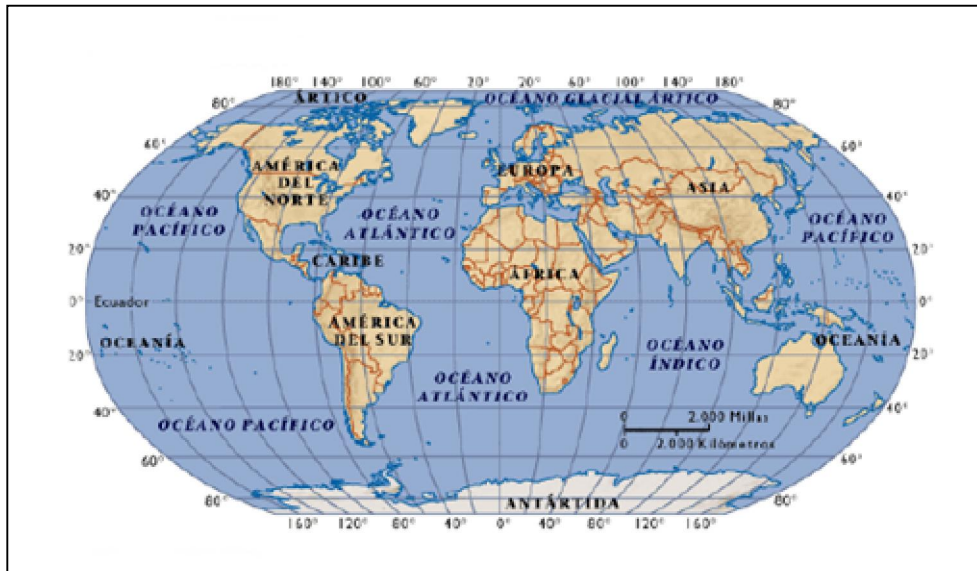 180° 140° 100° 60° 20° 20° 60° 100° 140° 180°
ÁRTICO
OCÉANO GLACIAL ÁRTICO
80° 80°
60° 60°
AMÉRICA
DEL
NORTE
EUROPA
ASIA
40° 40°
OCÉANO
PACÍFICO
OCÉANO
ATLÁNTICO
OCÉANO
PACÍFICO
20° 20°
CARIBE
ÁFRICA
Ecuador 0° 0°
AMÉRICA
DEL SUR
OCEANÍA
OCEANÍA
OCÉANO
ÍNDICO
20° 20°
OCÉANO
ATLÁNTICO
40° 40°
0 2.000 Millas
0 2.000 Kilómetros
OCÉANO PACÍFICO
60° 60°
80° 80°
ANTÁRTIDA
160° 120° 80° 40° 0° 40° 80° 120° 160°